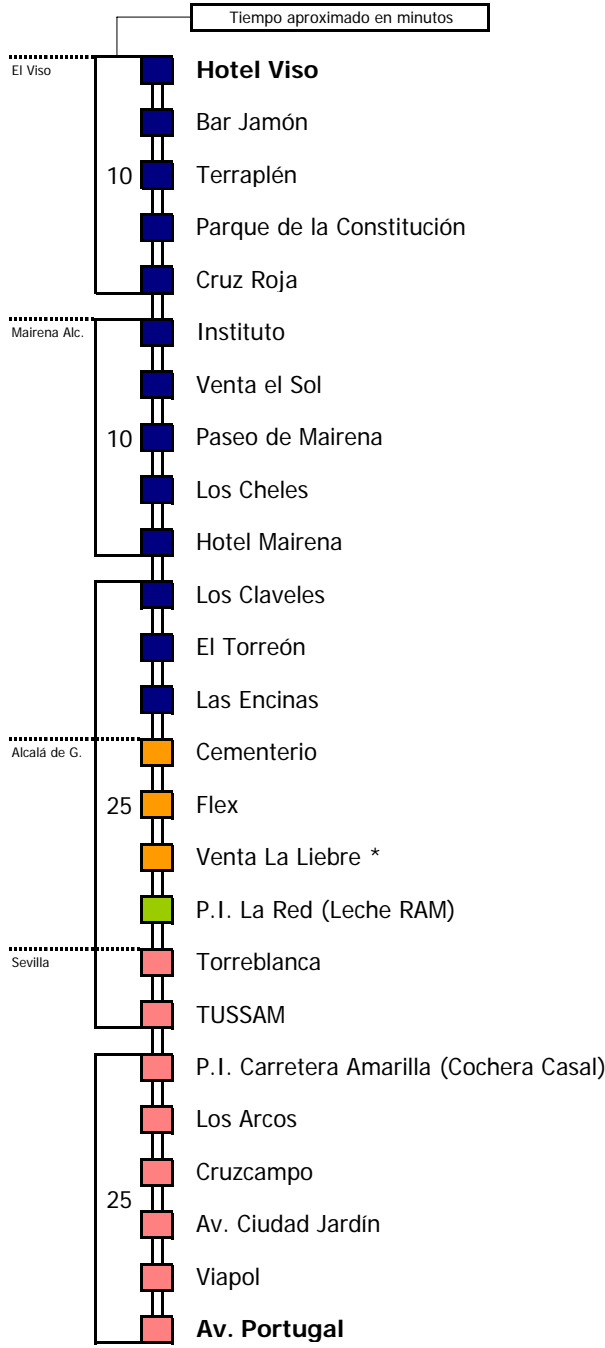 Tiempo aproximado en minutos
El Viso
Hotel Viso
Bar Jamón
10
Terraplén
Parque de la Constitución
Cruz Roja
Mairena Alc.
Instituto
Venta el Sol
10
Paseo de Mairena
Los Cheles
Hotel Mairena
Los Claveles
El Torreón
Las Encinas
Alcalá de G.
Cementerio
25
Flex
Venta La Liebre *
P.I. La Red (Leche RAM)
Sevilla
Torreblanca
TUSSAM
P.I. Carretera Amarilla (Cochera Casal)
Los Arcos
Cruzcampo
25
Av. Ciudad Jardín
Viapol
Av. Portugal